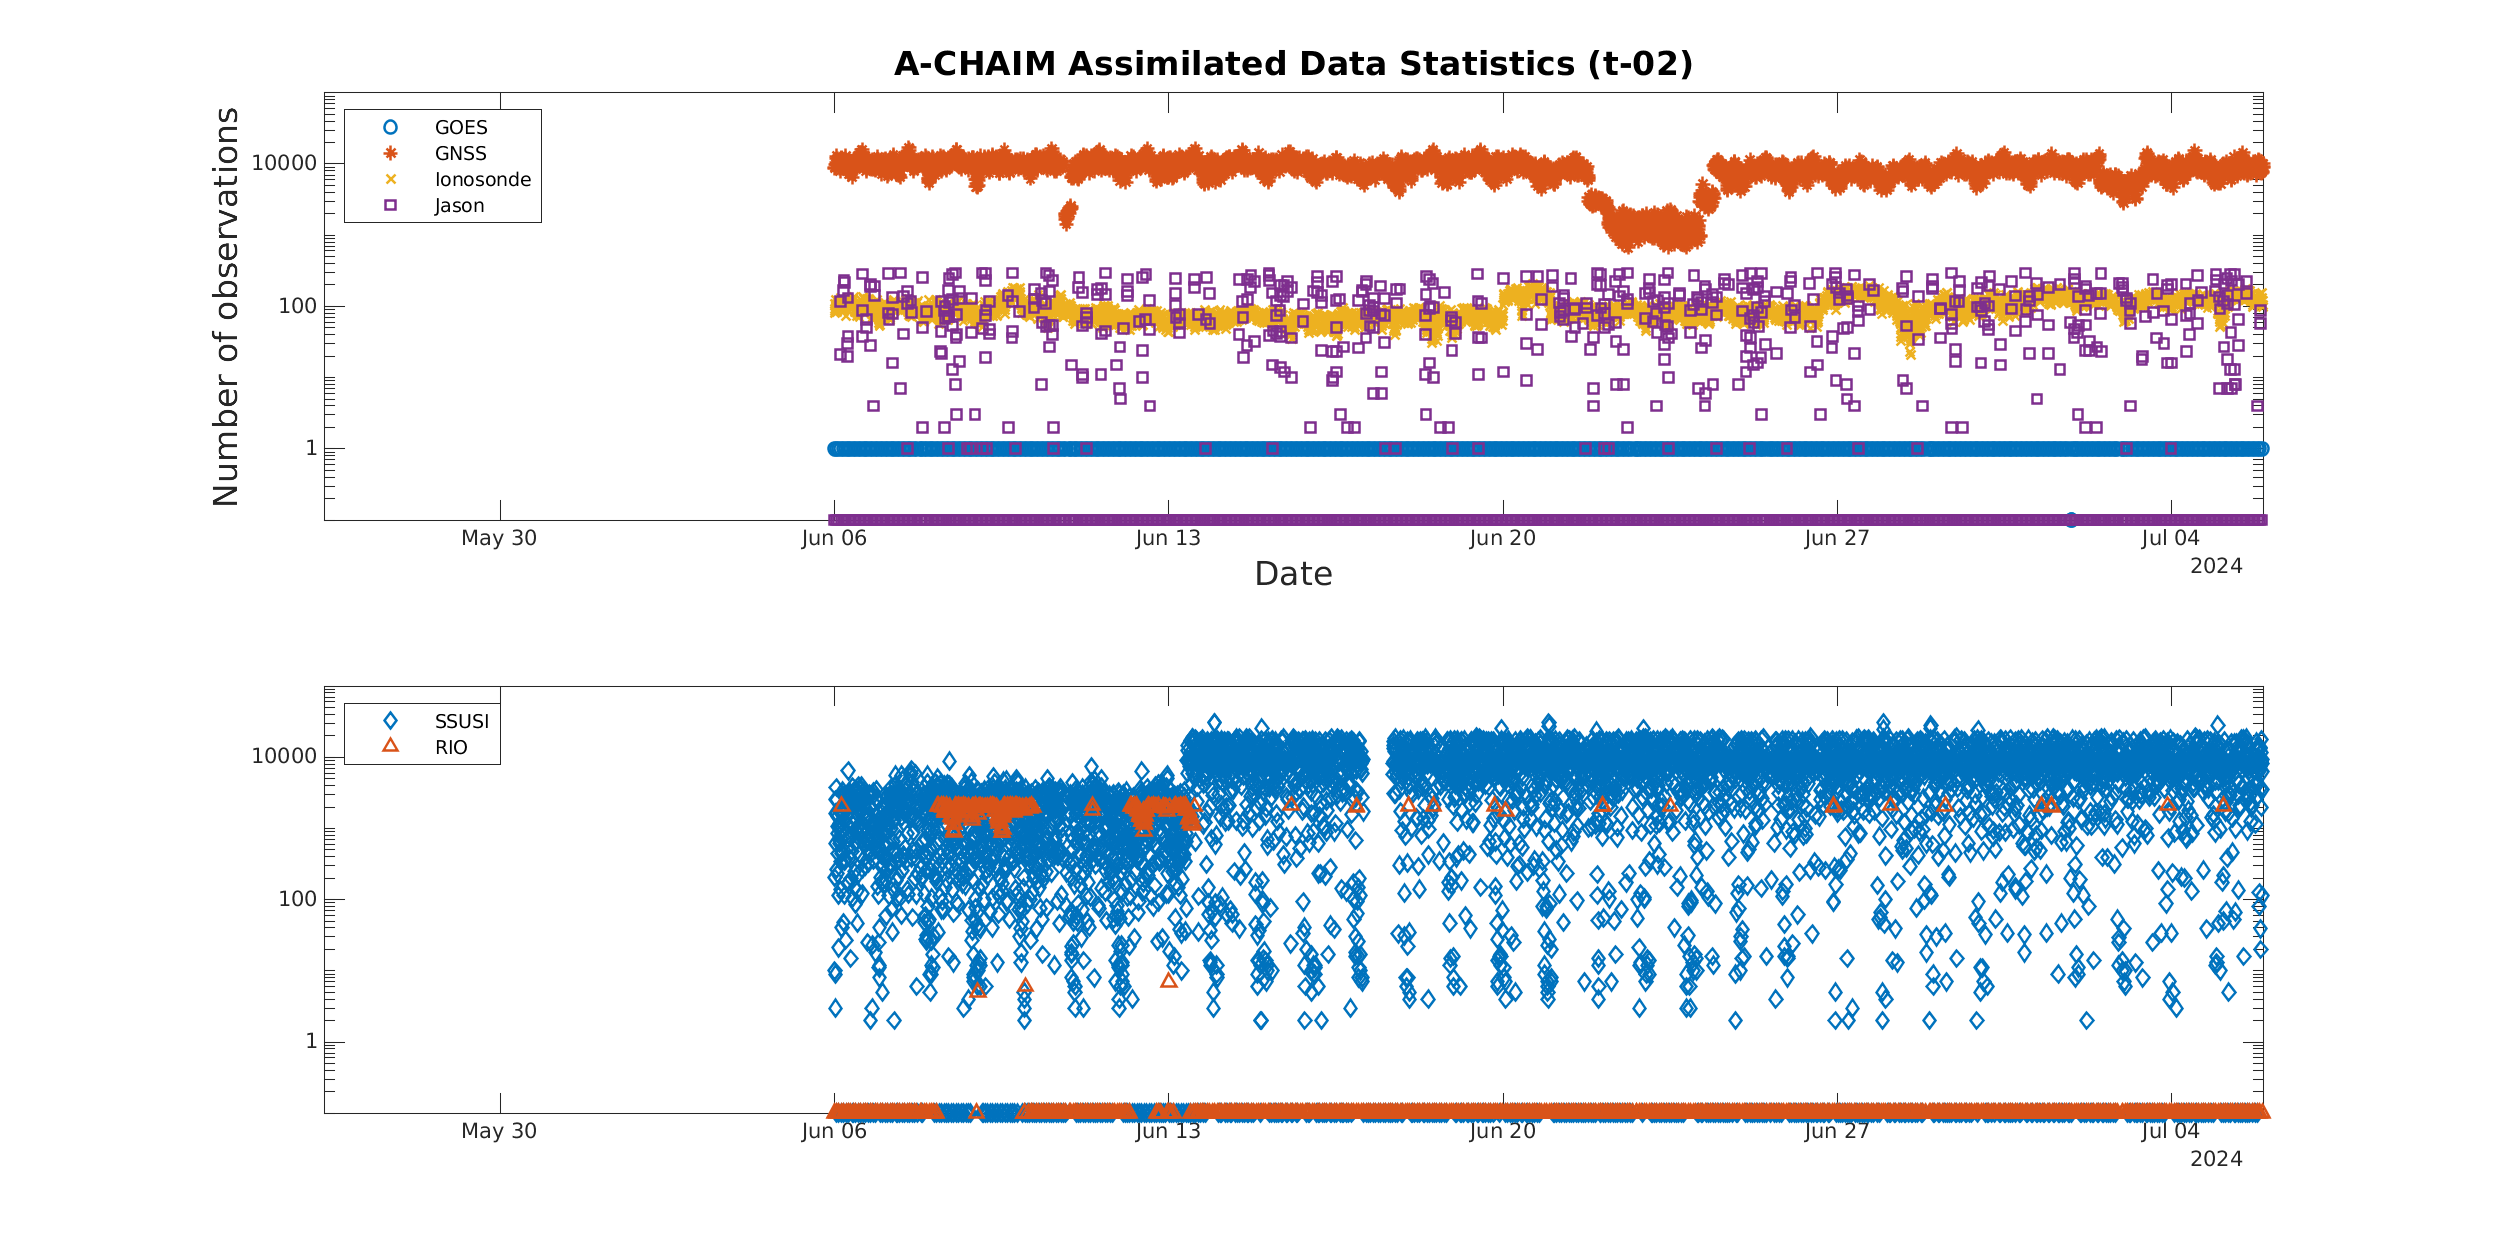 A-CHAIM Assimilated Data Statistics (t-02)
Number of observations
10000
100
1
GOES
GNSS
Ionosonde
Jason
May 30
Jun 06
Jun 13
Jun 20
Jun 27
Jul 04
2024
Date
10000
100
1
SSUSI
RIO
May 30
Jun 06
Jun 13
Jun 20
Jun 27
Jul 04
2024